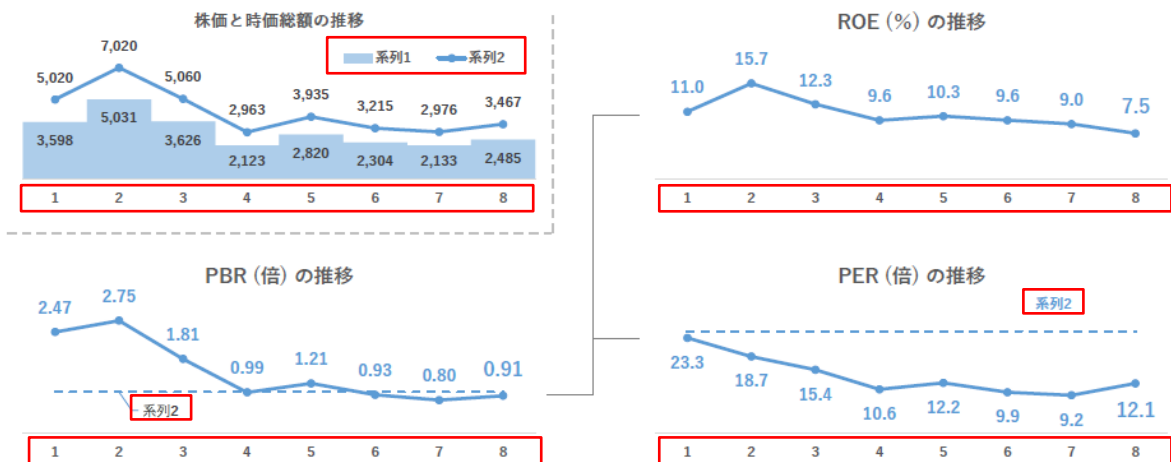 株価と時価総額の推移
系列1 系列2
5,020 7,020 5,060 2,963 3,935 3,215 2,976 3,467
3,598 5,031 3,626 2,123 2,820 2,304 2,133 2,485
1 2 3 4 5 6 7 8
ROE (%) の推移
11.0 15.7 12.3 9.6 10.3 9.6 9.0 7.5
1 2 3 4 5 6 7 8
PBR (倍) の推移
2.47 2.75 1.81 0.99 1.21 0.93 0.80 0.91
系列2
1 2 3 4 5 6 7 8
PER (倍) の推移
系列2
23.3 18.7 15.4 10.6 12.2 9.9 9.2 12.1
1 2 3 4 5 6 7 8